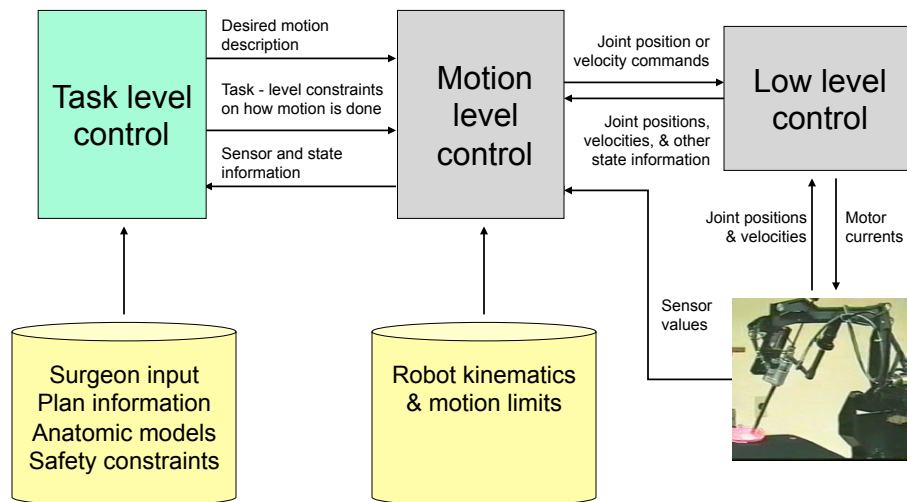 Task level
control
Desired motion
description
Task - level constraints
on how motion is done
Sensor and state
information
Motion
level
control
Joint position or
velocity commands
Joint positions,
velocities, & other
state information
Low level
control
Joint positions
& velocities
Motor
currents
Sensor
values
Surgeon input
Plan information
Anatomic models
Safety constraints
Robot kinematics
& motion limits